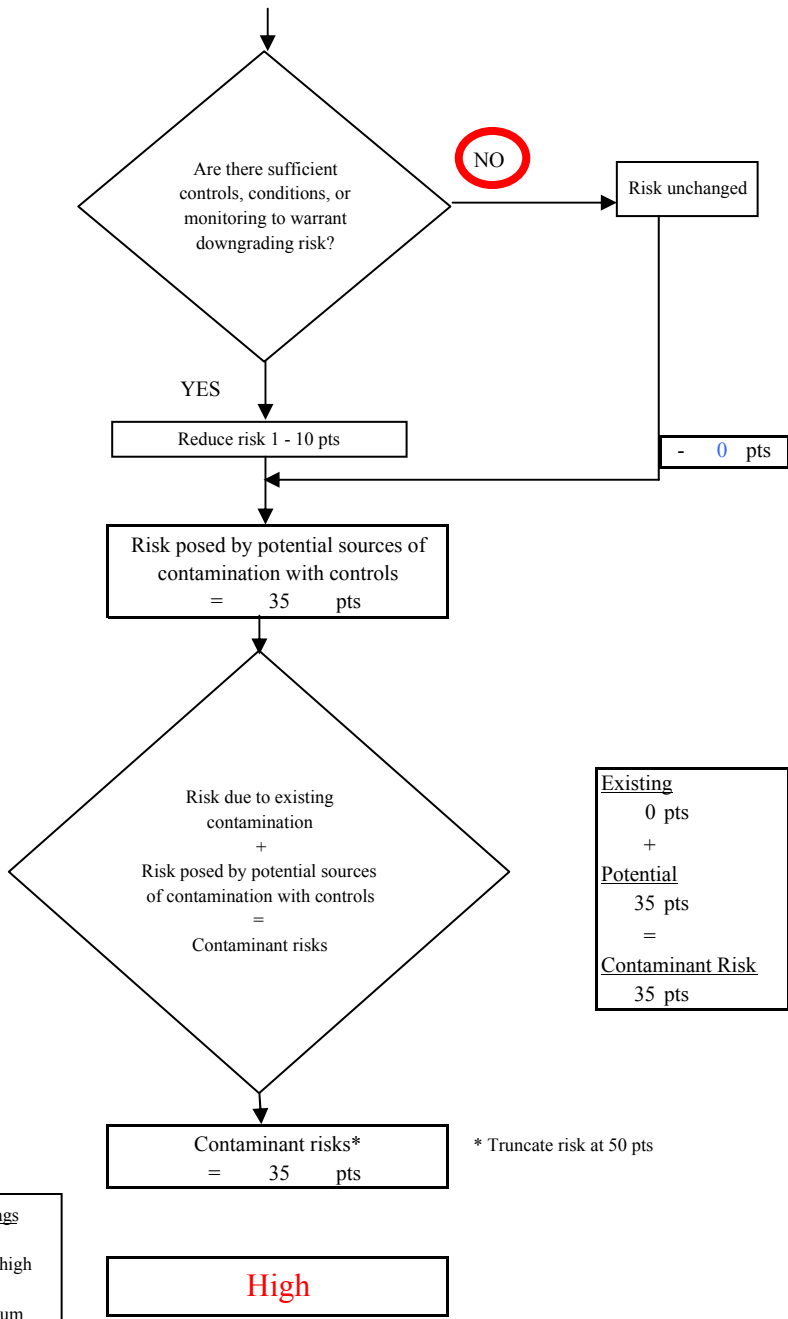 Are there sufficient
controls, conditions, or
monitoring to warrant
downgrading risk?
NO
Risk unchanged
YES
Reduce risk 1 - 10 pts
- 0 pts
Risk posed by potential sources of
contamination with controls
= 35 pts
Risk due to existing
contamination
+
Risk posed by potential sources
of contamination with controls
=
Contaminant risks
Existing
0 pts
+
Potential
35 pts
=
Contaminant Risk
35 pts
Contaminant risks*
= 35 pts
* Truncate risk at 50 pts
high
High